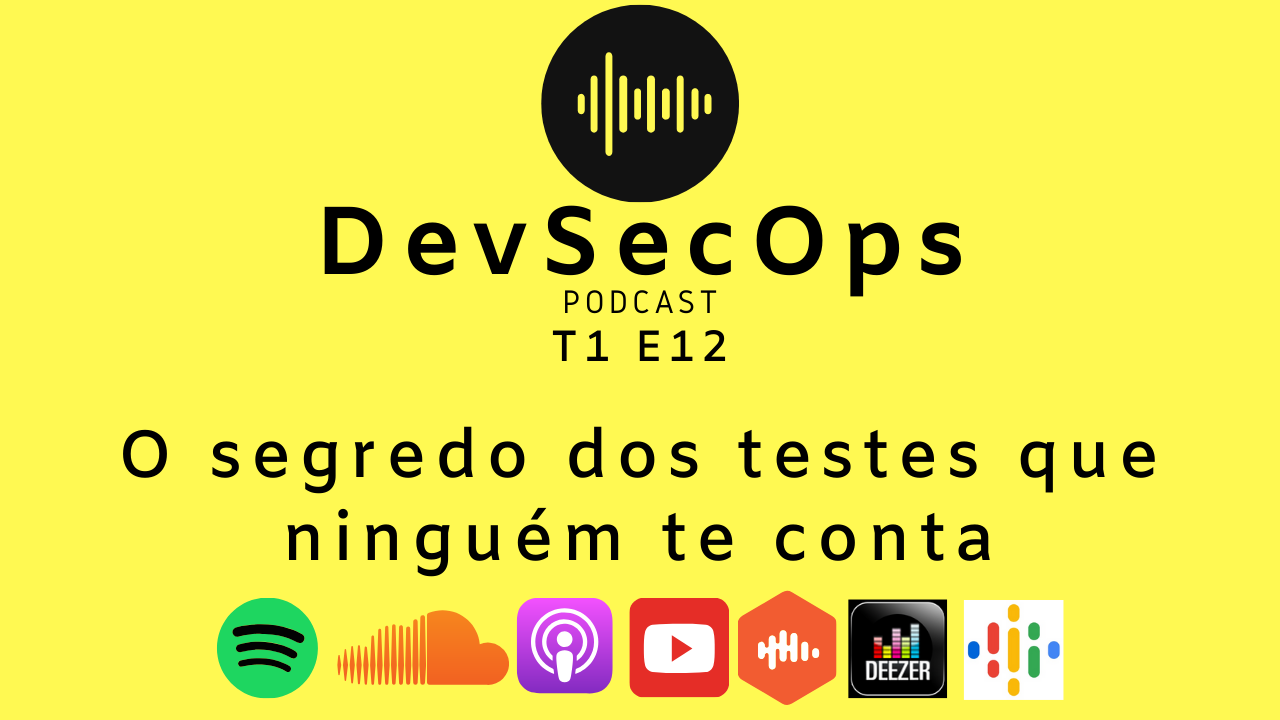 DevSecOps
PODCAST
T1 E12
O segredo dos testes que
ninguém te conta
DEEZER